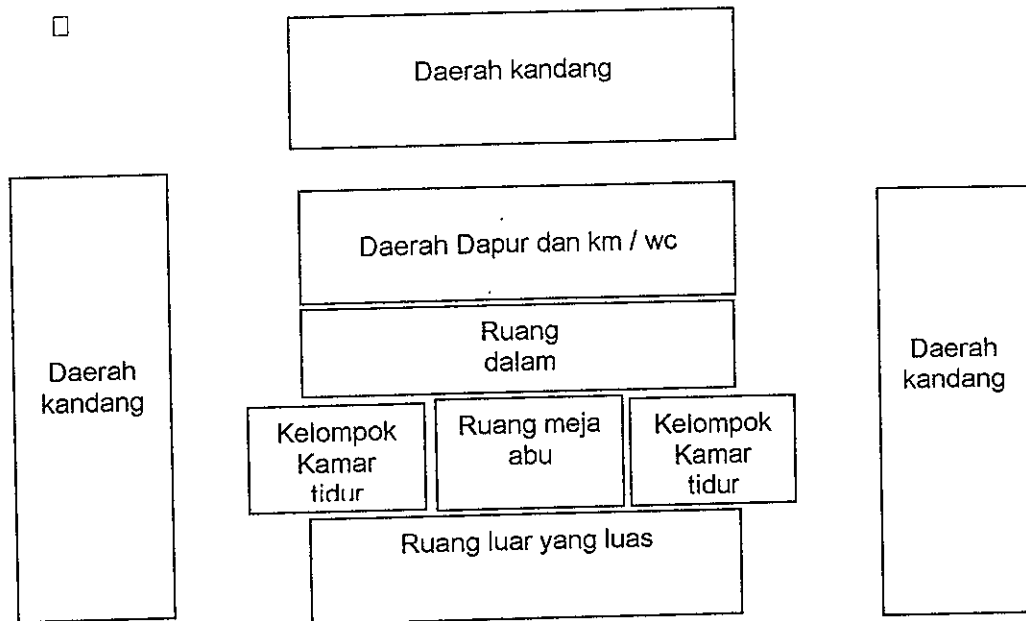 Daerah kandang
Daerah Dapur dan km / wc
Ruang
dalam
Daerah
kandang
Daerah
kandang
Kelompok
Kamar
tidur
Ruang meja
abu
Kelompok
Kamar
tidur
Ruang luar yang luas